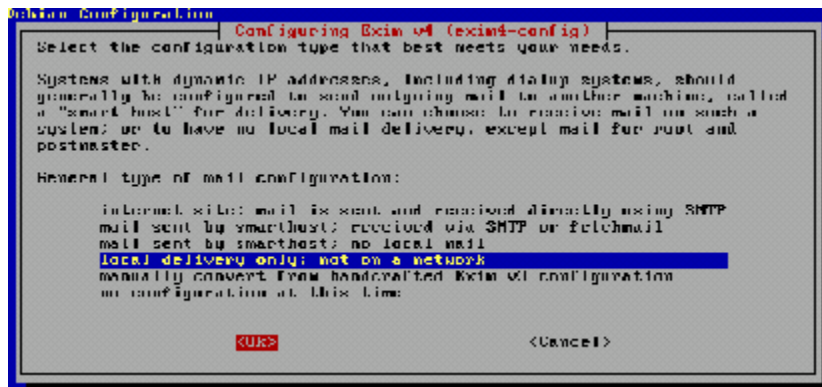 Debian Configuration
Configuring Exim v4 (exim4-config)
Select the configuration type that best meets your needs.
Systems with dynamic IP addresses, including dialup systems, should
generally be configured to send outgoing mail to another machine, called
a "smart host" for delivery. You can choose to receive mail on such a
system; or to have no local mail delivery, except mail for root and
postmaster.
General type of mail configuration:
internet site; mail is sent and received directly using SMTP
mail sent by smarthost; received via SMTP or fetchmail
mail sent by smarthost; no local mail
local delivery only; not on a network
manually convert from handcrafted Exim v3 configuration
no configuration at this time
<Ok> <Cancel>